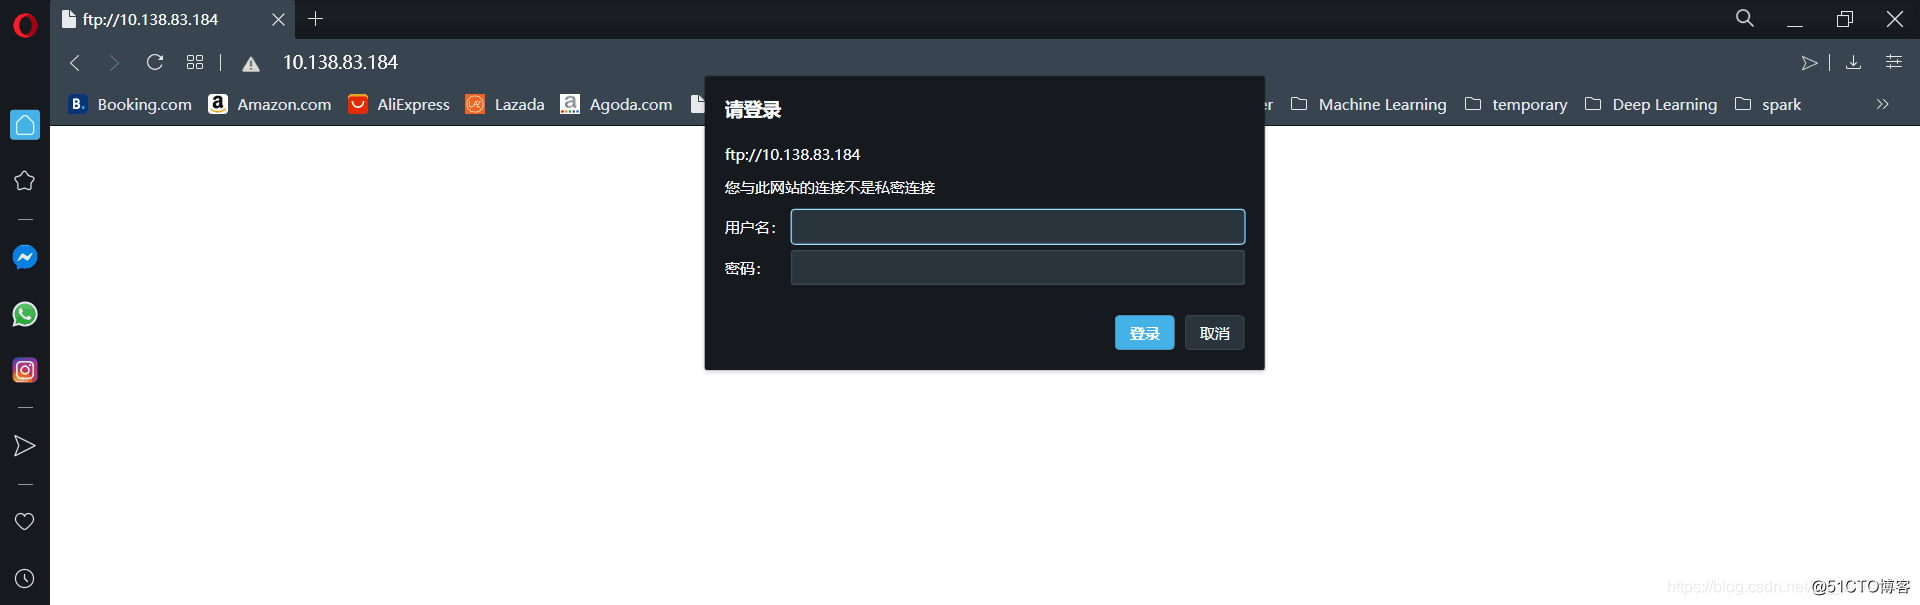 ftp://10.138.83.184
10.138.83.184
B. Booking.com a Amazon.com AliExpress LAZ Lazada a Agoda.com er Machine Learning temporary Deep Learning spark
请登录
ftp://10.138.83.184
您与此网站的连接不是私密连接
用户名：
密码：
登录 取消
https://blog.csdn.net @51CTO博客